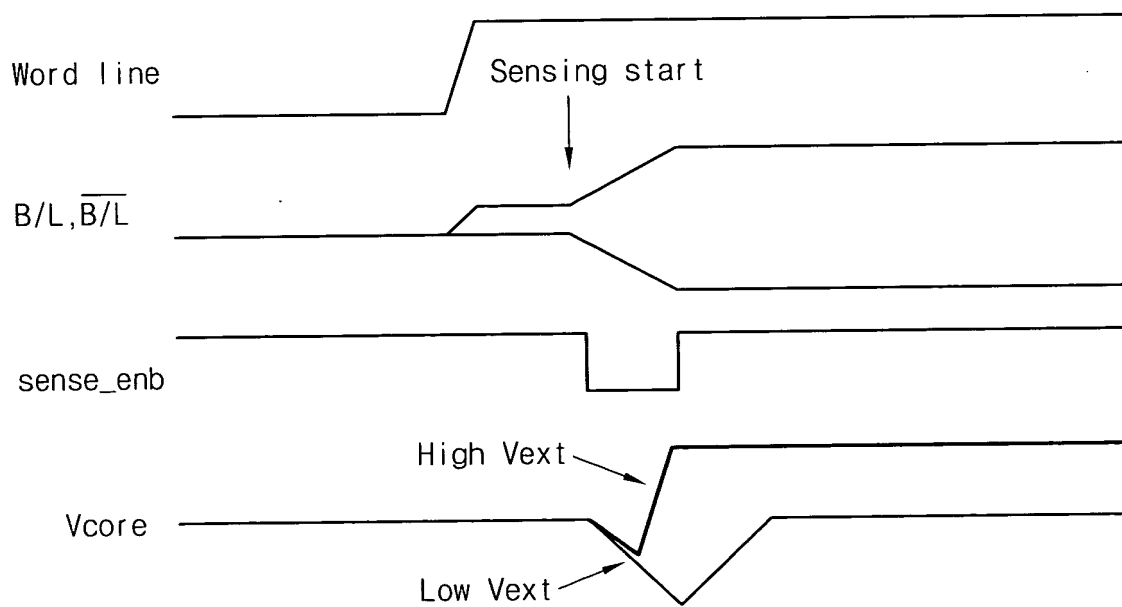 Word line
Sensing start
B/L, B/L
sense_enb
High Vext
Vcore
Low Vext